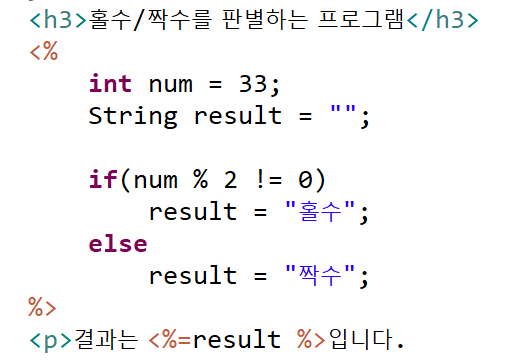 <h3>홀수/짝수를 판별하는 프로그램</h3>
<%
    int num = 33;
    String result = "";

    if(num % 2 != 0)
        result = "홀수";
    else
        result = "짝수";
%>
<p>결과는 <%=result %>입니다.